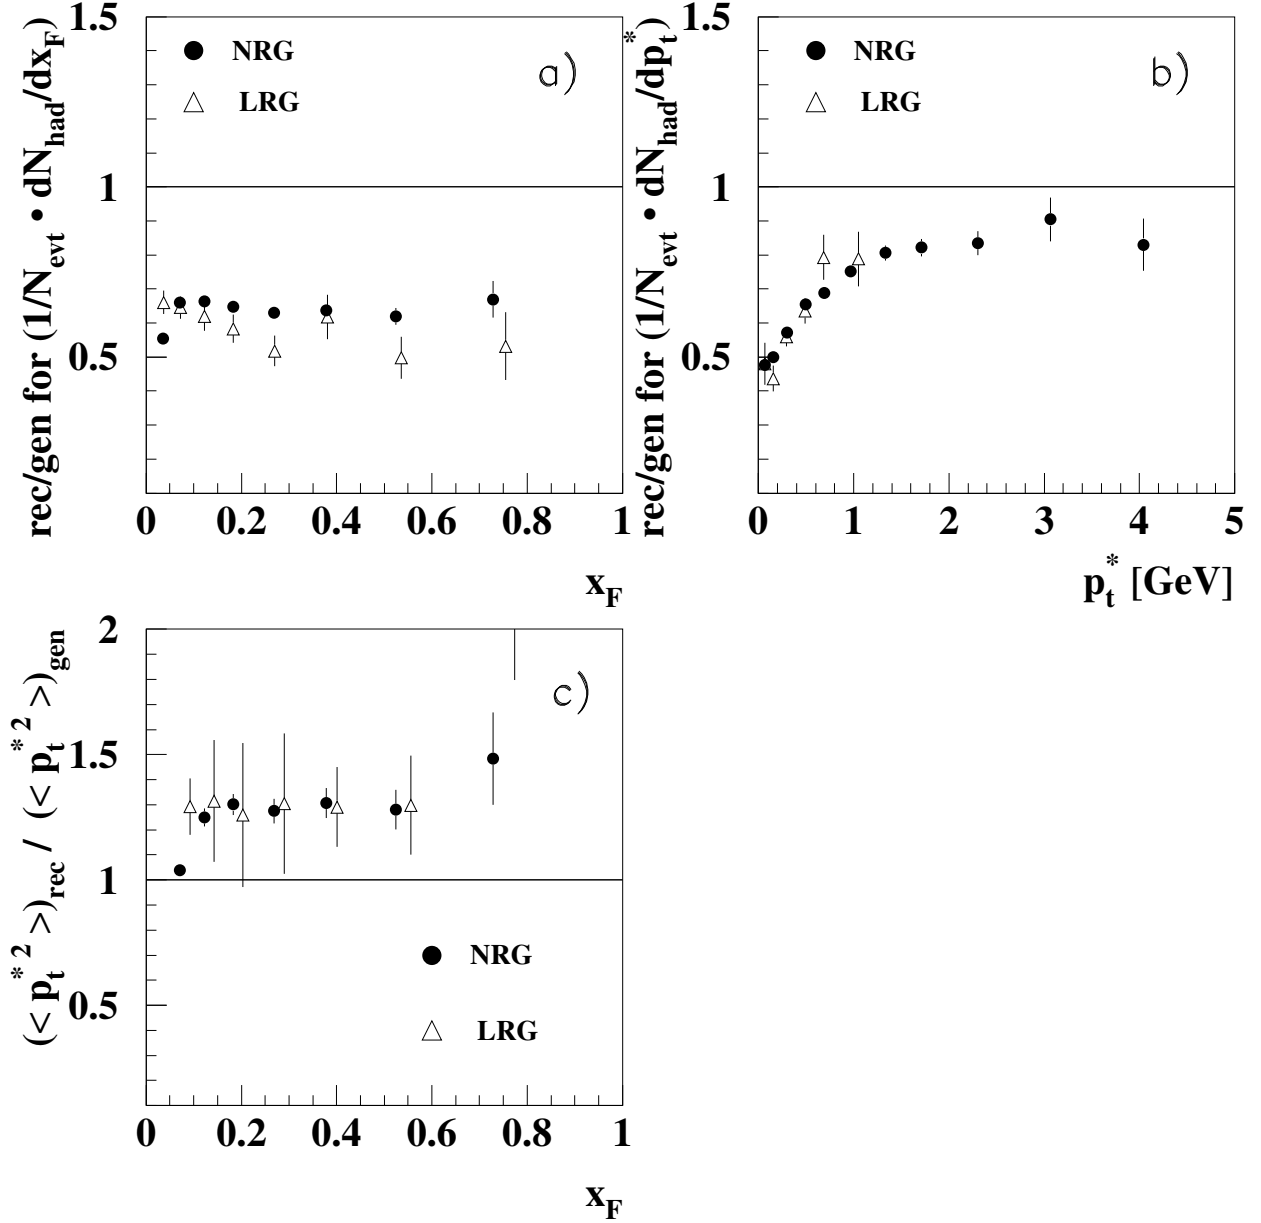 rec/gen for (1/N_evt • dN_had/dx_F)
1.5
1
0.5
NRG
LRG
a)
0 0.2 0.4 0.6 0.8 1
x_F
rec/gen for (1/N_evt • dN_had/dp_t^*)
1.5
1
0.5
NRG
LRG
b)
0 1 2 3 4 5
p_t^* [GeV]
(< p_t^{* 2} >)_rec / (< p_t^{* 2} >)_gen
2
1.5
1
0.5
c)
NRG
LRG
0 0.2 0.4 0.6 0.8 1
x_F